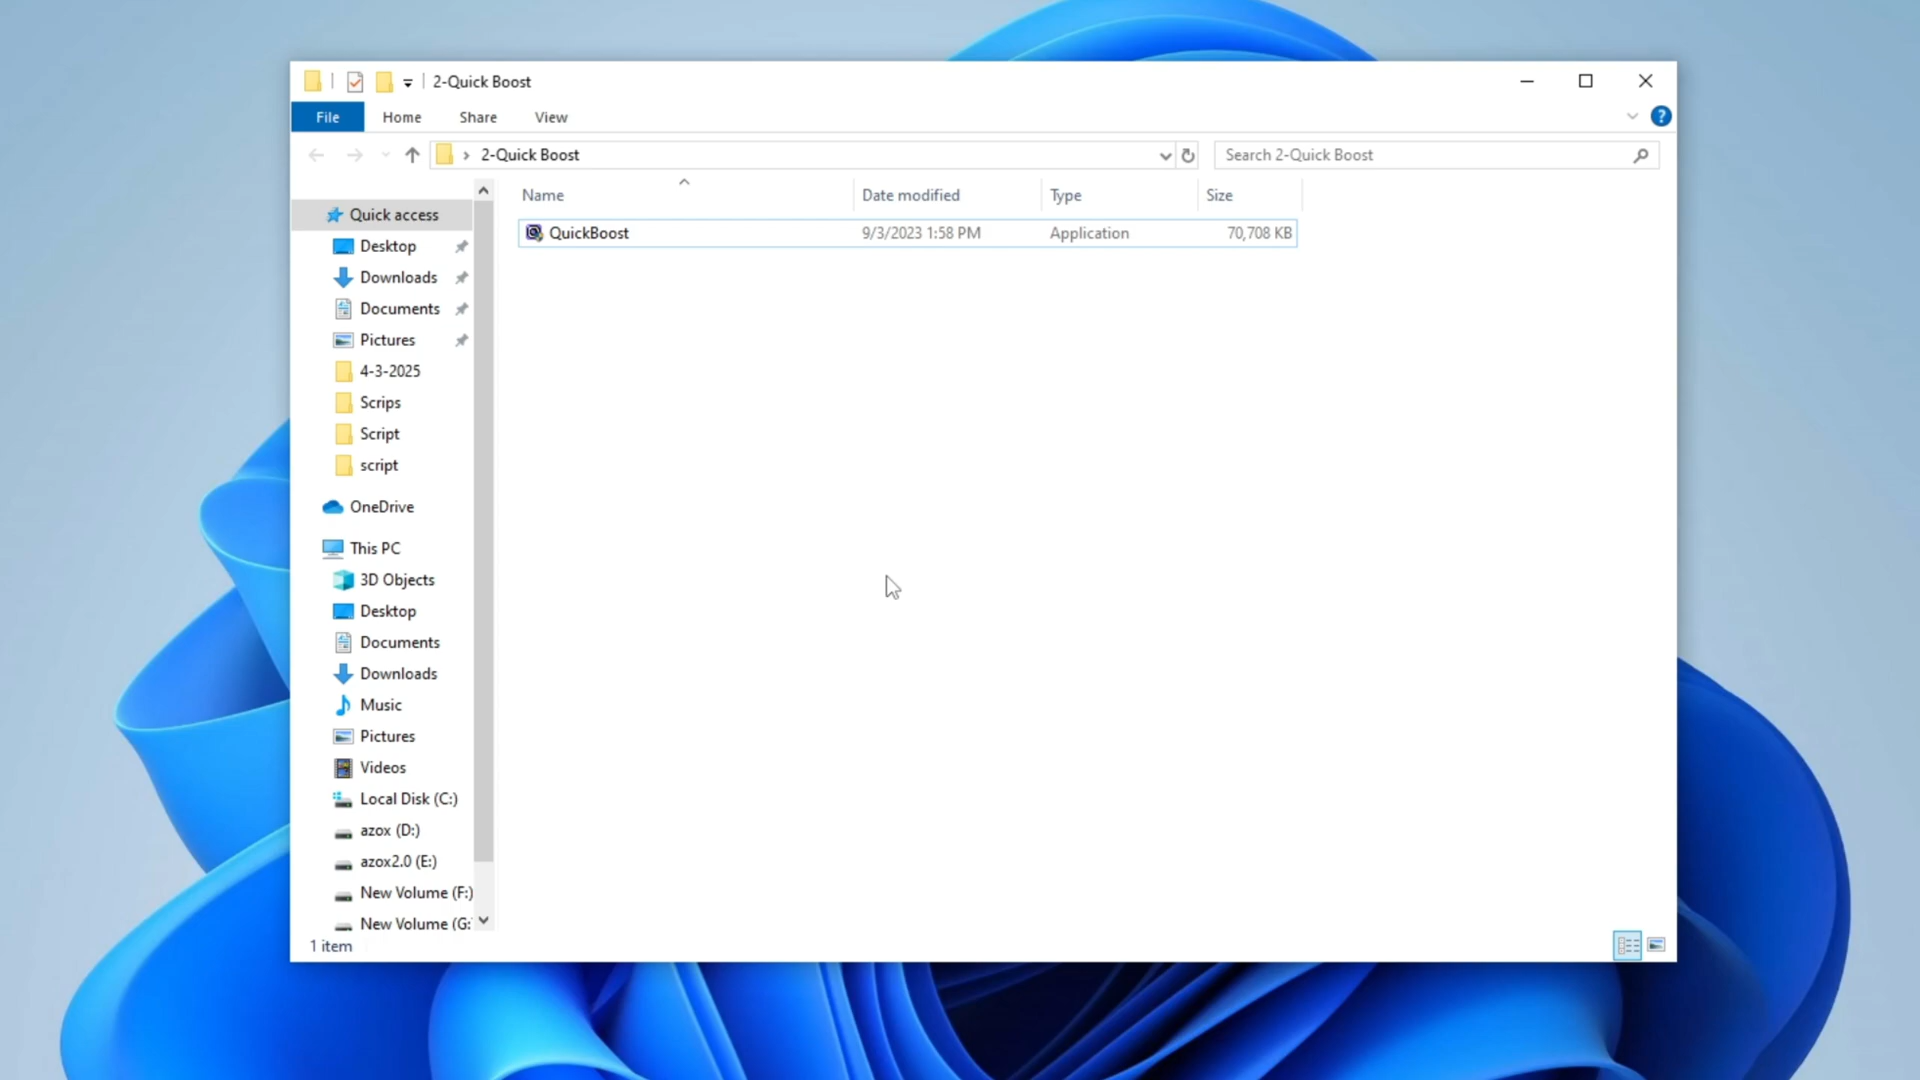 2-Quick Boost
File Home Share View
2-Quick Boost
Search 2-Quick Boost
Name Date modified Type Size
QuickBoost 9/3/2023 1:58 PM Application 70,708 KB
Quick access
Desktop
Downloads
Documents
Pictures
4-3-2025
Scrips
Script
script
OneDrive
This PC
3D Objects
Desktop
Documents
Downloads
Music
Pictures
Videos
Local Disk (C:)
azox (D:)
azox2.0 (E:)
New Volume (F:)
New Volume (G:
1 item